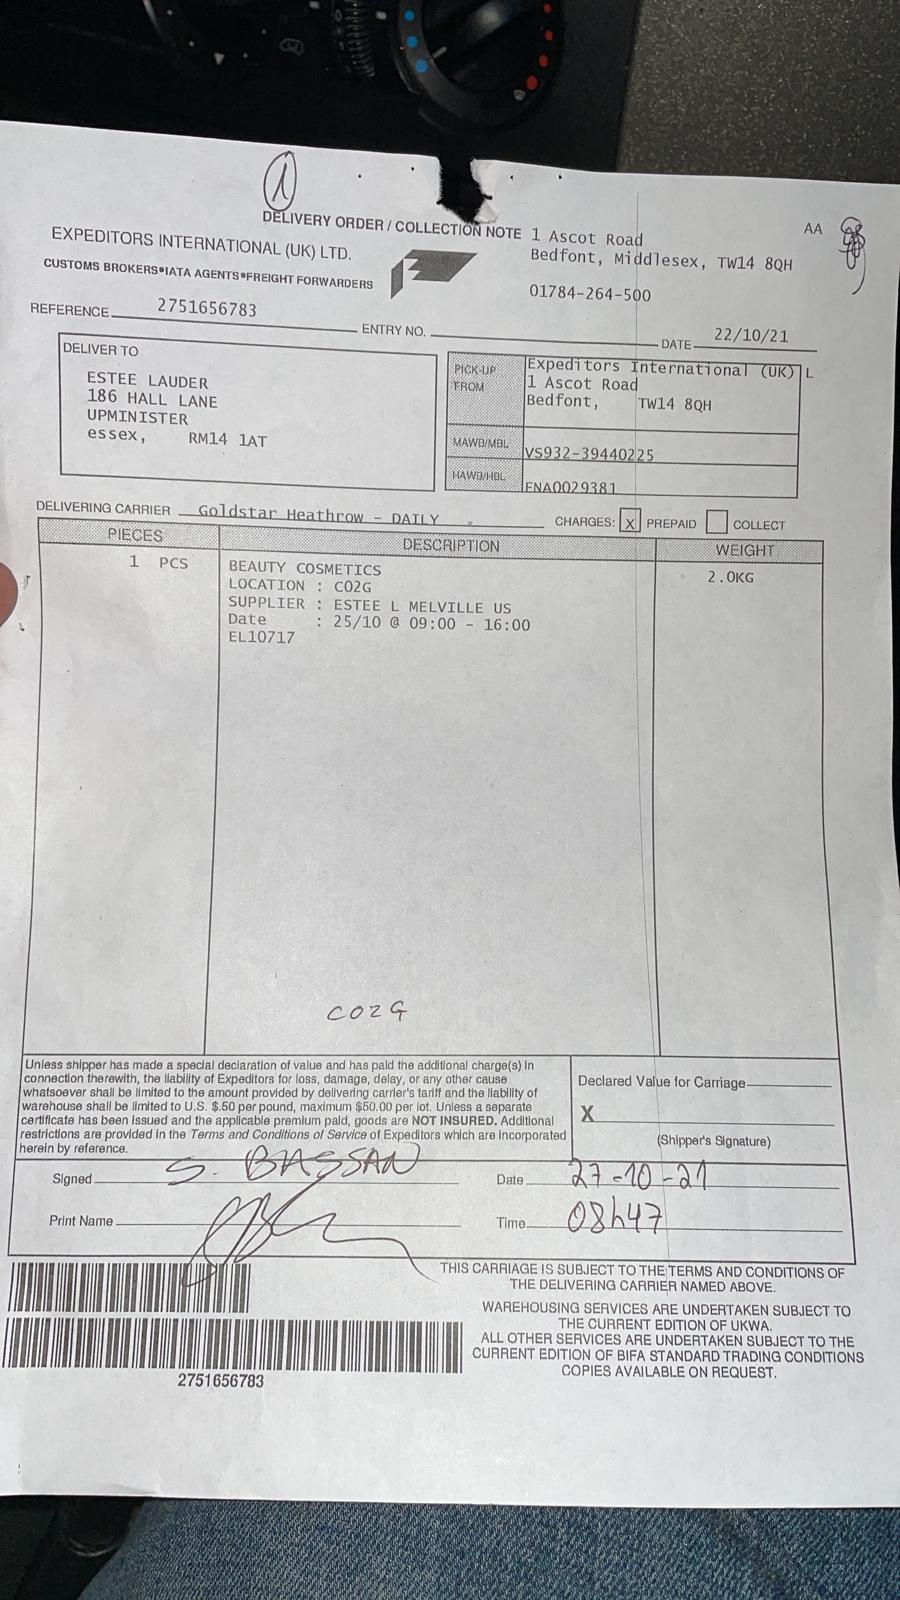 1
DELIVERY ORDER / COLLECTION NOTE
1 Ascot Road
AA
EXPEDITORS INTERNATIONAL (UK) LTD.
Bedfont, Middlesex, TW14 8QH
CUSTOMS BROKERS•IATA AGENTS•FREIGHT FORWARDERS
01784-264-500
REFERENCE 2751656783
ENTRY NO.
DATE 22/10/21
DELIVER TO
ESTEE LAUDER
186 HALL LANE
UPMINISTER
essex, RM14 1AT
PICK-UP FROM
Expeditors International (UK) L
1 Ascot Road
Bedfont, TW14 8QH
MAWB/MBL VS932-39440225
HAWB/HBL ENA0029381
DELIVERING CARRIER Goldstar Heathrow - DAILY .
CHARGES: X PREPAID COLLECT
PIECES DESCRIPTION WEIGHT
1 PCS BEAUTY COSMETICS 2.0KG
LOCATION : C02G
SUPPLIER : ESTEE L MELVILLE US
Date : 25/10 @ 09:00 - 16:00
EL10717
C02G
Unless shipper has made a special declaration of value and has paid the additional charge(s) in
connection therewith, the liability of Expeditors for loss, damage, delay, or any other cause
whatsoever shall be limited to the amount provided by delivering carrier's tariff and the liability of
warehouse shall be limited to U.S. $.50 per pound, maximum $50.00 per lot. Unless a separate
certificate has been issued and the applicable premium paid, goods are NOT INSURED. Additional
restrictions are provided in the Terms and Conditions of Service of Expeditors which are incorporated
herein by reference.
Declared Value for Carriage
X
(Shipper's Signature)
Signed S. BASSAN
Date 27-10-21
Print Name
Time 08h47
THIS CARRIAGE IS SUBJECT TO THE TERMS AND CONDITIONS OF
THE DELIVERING CARRIER NAMED ABOVE.
WAREHOUSING SERVICES ARE UNDERTAKEN SUBJECT TO
THE CURRENT EDITION OF UKWA.
ALL OTHER SERVICES ARE UNDERTAKEN SUBJECT TO THE
CURRENT EDITION OF BIFA STANDARD TRADING CONDITIONS
COPIES AVAILABLE ON REQUEST.
2751656783